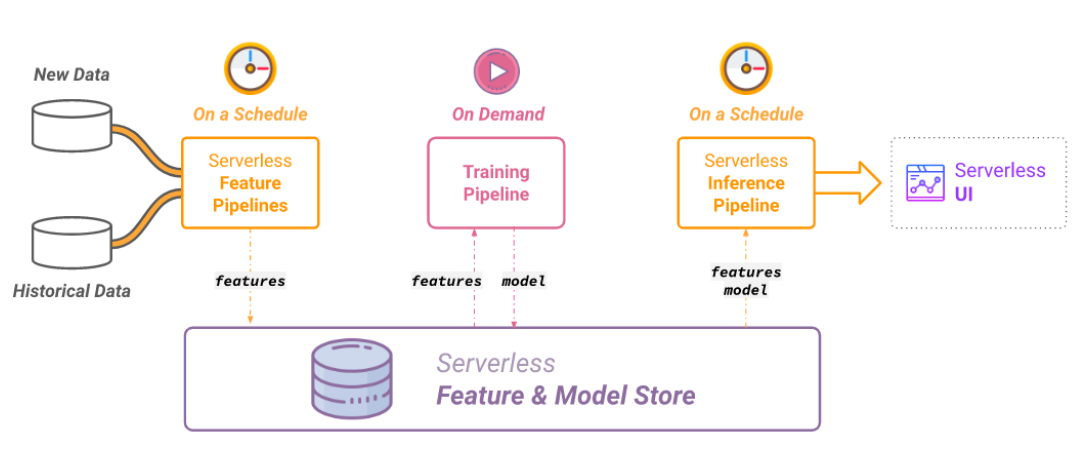 New Data
Historical Data
On a Schedule
Serverless
Feature
Pipelines
On Demand
Training
Pipeline
On a Schedule
Serverless
Inference
Pipeline
Serverless
UI
features
features
model
features
model
Serverless
Feature & Model Store